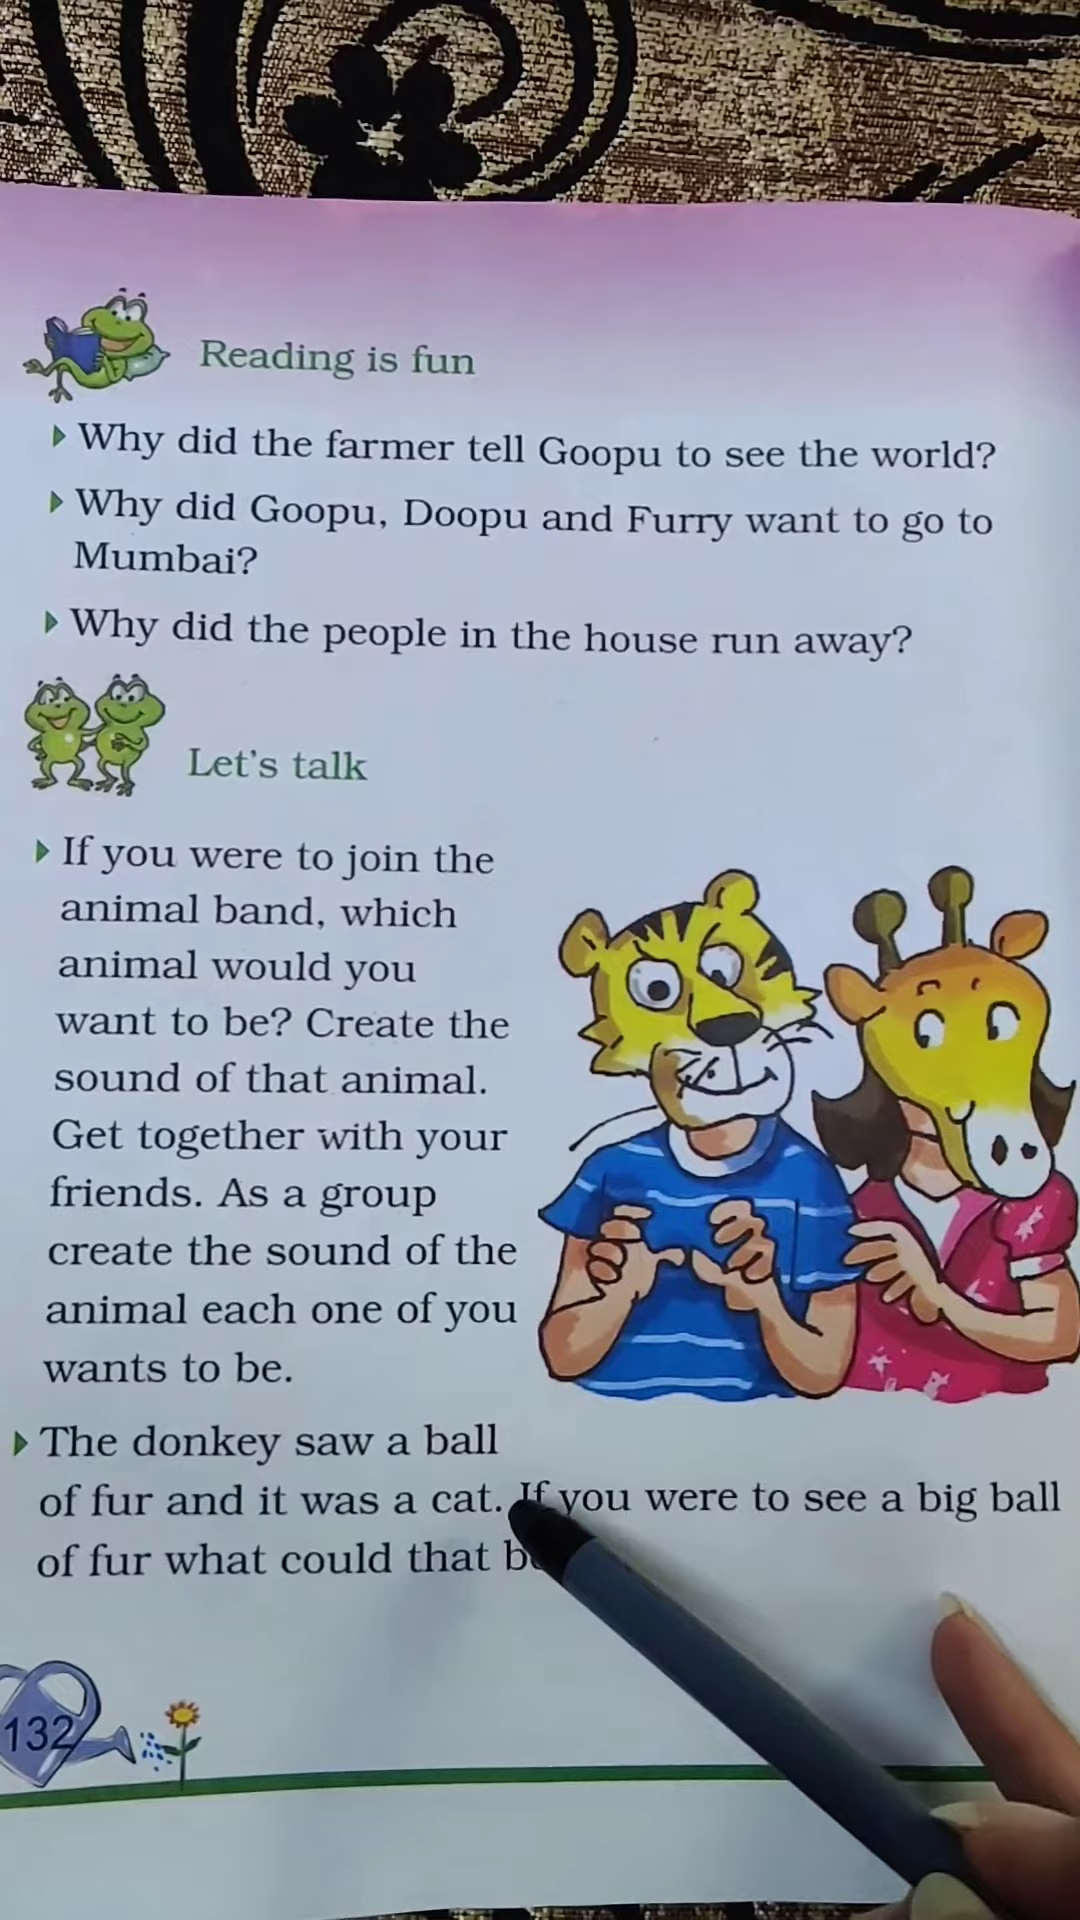 Reading is fun
Why did the farmer tell Goopu to see the world?
Why did Goopu, Doopu and Furry want to go to
Mumbai?
Why did the people in the house run away?
Let's talk
If you were to join the
animal band, which
animal would you
want to be? Create the
sound of that animal.
Get together with your
friends. As a group
create the sound of the
animal each one of you
wants to be.
The donkey saw a ball
of fur and it was a cat. If you were to see a big ball
of fur what could that
132